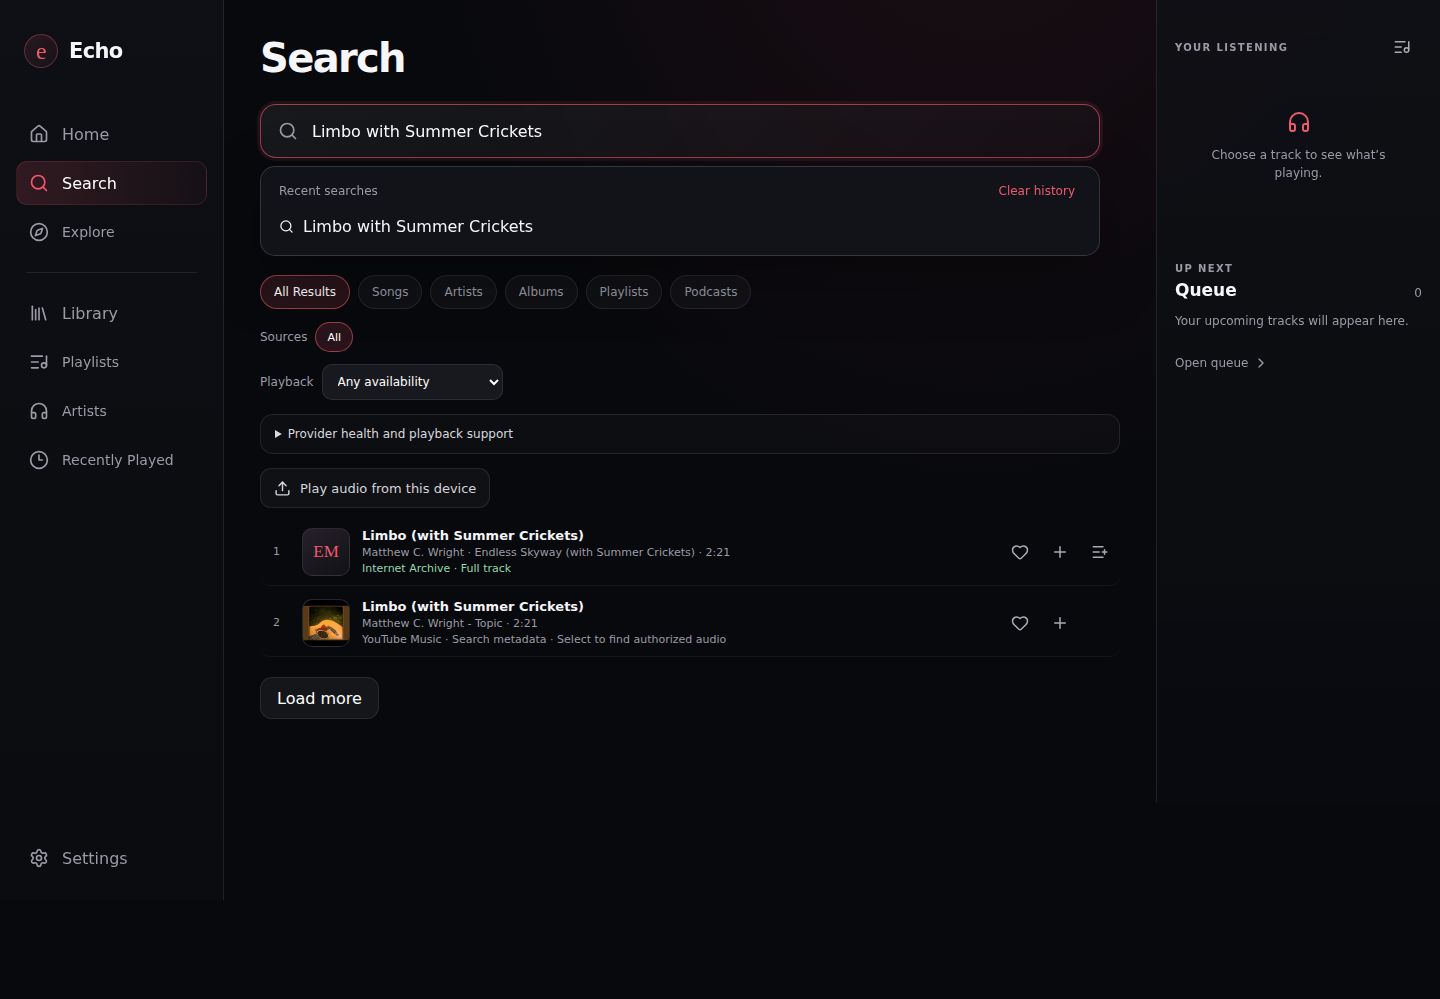 e Echo
Home
Search
Explore
Library
Playlists
Artists
Recently Played
Settings
Search
Limbo with Summer Crickets
Recent searches Clear history
Limbo with Summer Crickets
All Results Songs Artists Albums Playlists Podcasts
Sources All
Playback Any availability
Provider health and playback support
Play audio from this device
1 EM Limbo (with Summer Crickets)
Matthew C. Wright · Endless Skyway (with Summer Crickets) · 2:21
Internet Archive · Full track
2 Limbo (with Summer Crickets)
Matthew C. Wright - Topic · 2:21
YouTube Music · Search metadata · Select to find authorized audio
Load more
YOUR LISTENING
Choose a track to see what’s
playing.
UP NEXT
Queue 0
Your upcoming tracks will appear here.
Open queue